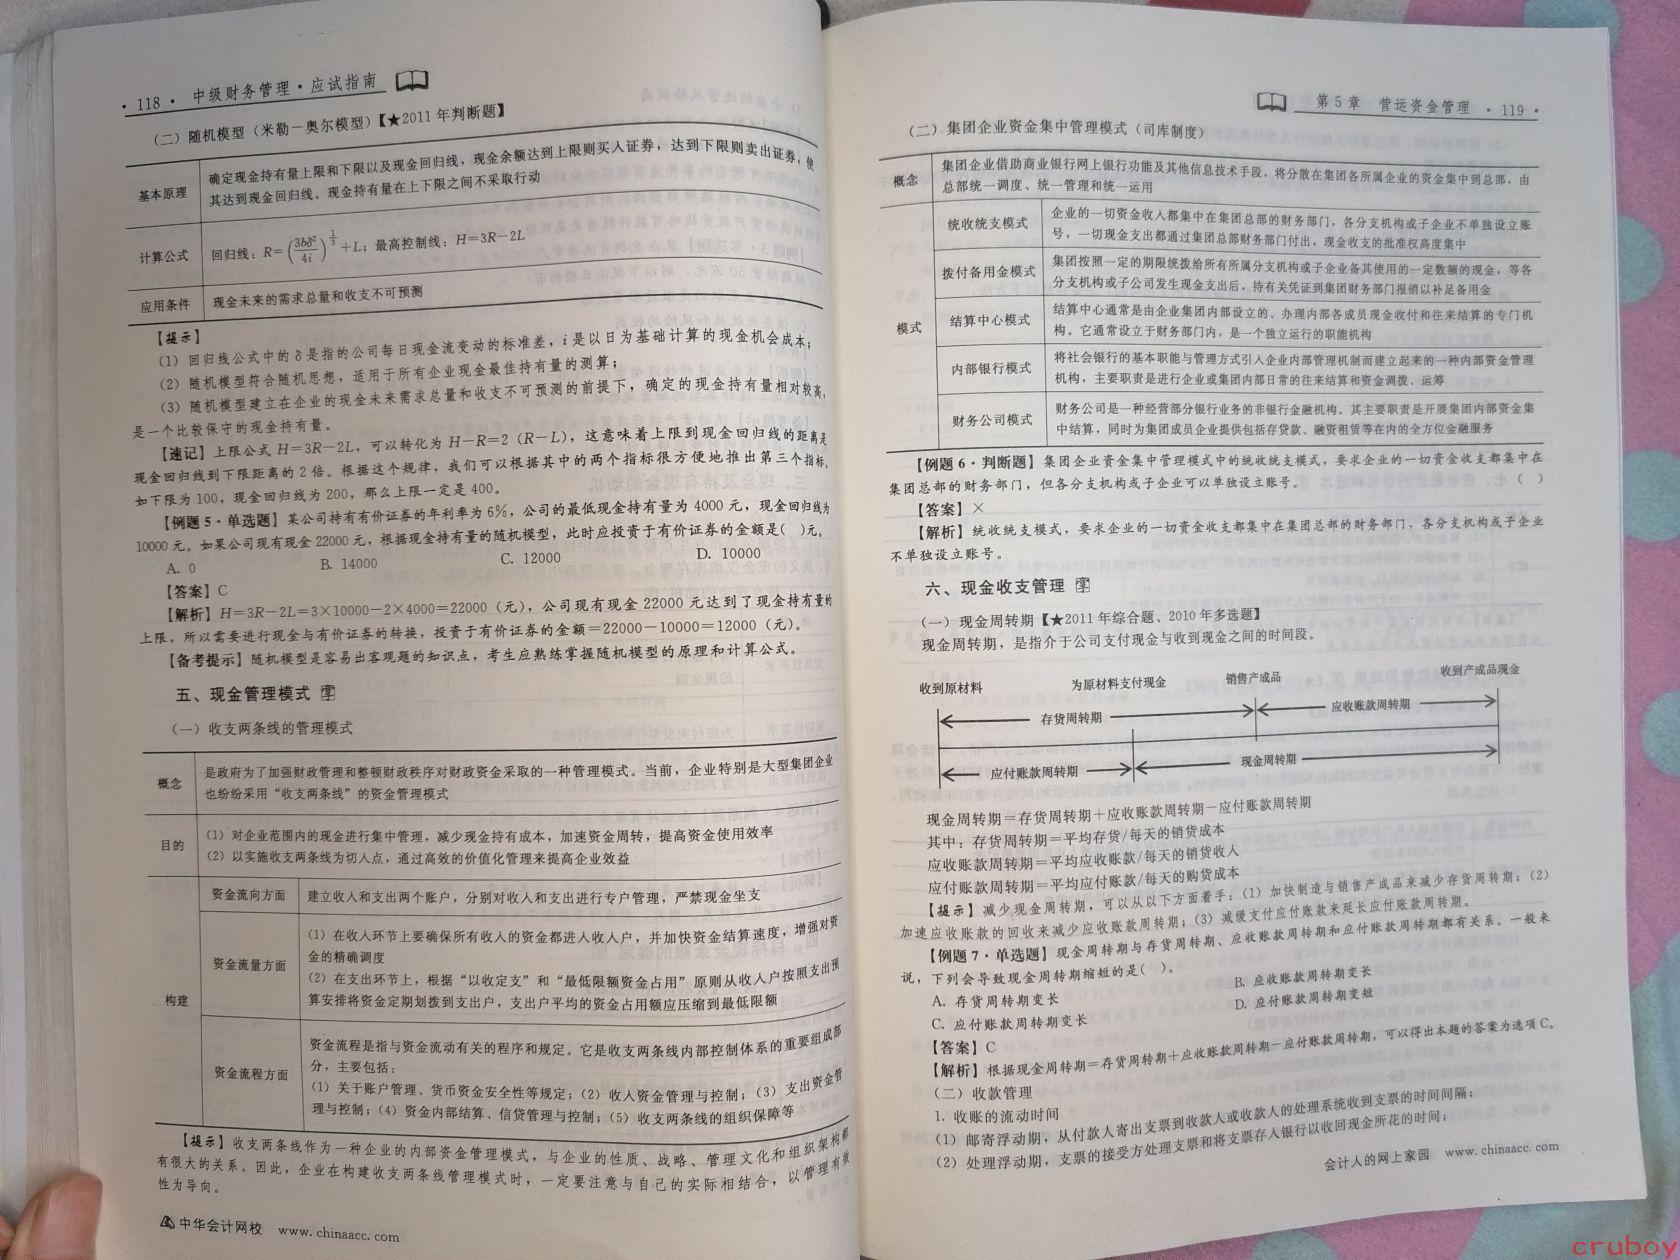 · 118 · 中级财务管理·应试指南
（二）随机模型（米勒－奥尔模型）【★2011年判断题】
基本原理
确定现金持有量上限和下限以及现金回归线，现金余额达到上限则买入证券，达到下限则卖出证券，使
其达到现金回归线。现金持有量在上下限之间不采取行动
计算公式
回归线：R=(3bδ²/4i)^(1/3)+L；最高控制线：H=3R－2L
应用条件
现金未来的需求总量和收支不可预测
【提示】
（1）回归线公式中的δ是指的公司每日现金流变动的标准差，i是以日为基础计算的现金机会成本；
（2）随机模型符合随机思想，适用于所有企业现金最佳持有量的测算；
（3）随机模型建立在企业的现金未来需求总量和收支不可预测的前提下，确定的现金持有量相对较高，
是一个比较保守的现金持有量。
【速记】上限公式H=3R－2L，可以转化为H－R=2（R－L），这意味着上限到现金回归线的距离是
现金回归线到下限距离的2倍。根据这个规律，我们可以根据其中的两个指标很方便地推出第三个指标。
如下限为100，现金回归线为200，那么上限一定是400。
【例题5·单选题】某公司持有有价证券的年利率为6%，公司的最低现金持有量为4000元，现金回归线为
10000元。如果公司现有现金22000元，根据现金持有量的随机模型，此时应投资于有价证券的金额是( )元。
A. 0 B. 14000 C. 12000 D. 10000
【答案】C
【解析】H=3R－2L=3×10000－2×4000=22000（元），公司现有现金22000元达到了现金持有量的
上限，所以需要进行现金与有价证券的转换，投资于有价证券的金额=22000－10000=12000（元）。
【备考提示】随机模型是容易出客观题的知识点，考生应熟练掌握随机模型的原理和计算公式。
五、现金管理模式
（一）收支两条线的管理模式
概念
是政府为了加强财政管理和整顿财政秩序对财政资金采取的一种管理模式。当前，企业特别是大型集团企业
也纷纷采用“收支两条线”的资金管理模式
目的
（1）对企业范围内的现金进行集中管理，减少现金持有成本，加速资金周转，提高资金使用效率
（2）以实施收支两条线为切入点，通过高效的价值化管理来提高企业效益
构建
资金流向方面
建立收入和支出两个账户，分别对收入和支出进行专户管理，严禁现金坐支
资金流量方面
（1）在收入环节上要确保所有收入的资金都进入收入户，并加快资金结算速度，增强对资
金的精确调度
（2）在支出环节上，根据“以收定支”和“最低限额资金占用”原则从收入户按照支出预
算安排将资金定期划拨到支出户，支出户平均的资金占用额应压缩到最低限额
资金流程方面
资金流程是指与资金流动有关的程序和规定。它是收支两条线内部控制体系的重要组成部
分，主要包括：
（1）关于账户管理、货币资金安全性等规定；（2）收入资金管理与控制；（3）支出资金管
理与控制；（4）资金内部结算、信贷管理与控制；（5）收支两条线的组织保障等
【提示】收支两条线作为一种企业的内部资金管理模式，与企业的性质、战略、管理文化和组织架构都
有很大的关系。因此，企业在构建收支两条线管理模式时，一定要注意与自己的实际相结合，以管理有效
性为导向。
中华会计网校 www.chinaacc.com
第5章 营运资金管理 · 119 ·
（二）集团企业资金集中管理模式（司库制度）
概念
集团企业借助商业银行网上银行功能及其他信息技术手段，将分散在集团各所属企业的资金集中到总部，由
总部统一调度、统一管理和统一运用
模式
统收统支模式
企业的一切资金收入都集中在集团总部的财务部门，各分支机构或子企业不单独设立账
号，一切现金支出都通过集团总部财务部门付出，现金收支的批准权高度集中
拨付备用金模式
集团按照一定的期限统拨给所有所属分支机构或子企业备其使用的一定数额的现金，等各
分支机构或子公司发生现金支出后，持有关凭证到集团财务部门报销以补足备用金
结算中心模式
结算中心通常是由企业集团内部设立的、办理内部各成员现金收付和往来结算的专门机
构。它通常设立于财务部门内，是一个独立运行的职能机构
内部银行模式
将社会银行的基本职能与管理方式引入企业内部管理机制而建立起来的一种内部资金管理
机构，主要职责是进行企业或集团内部日常的往来结算和资金调拨、运筹
财务公司模式
财务公司是一种经营部分银行业务的非银行金融机构。其主要职责是开展集团内部资金集
中结算，同时为集团成员企业提供包括存贷款、融资租赁等在内的全方位金融服务
【例题6·判断题】集团企业资金集中管理模式中的统收统支模式，要求企业的一切资金收支都集中在
集团总部的财务部门，但各分支机构或子企业可以单独设立账号。 ( )
【答案】×
【解析】统收统支模式，要求企业的一切资金收支都集中在集团总部的财务部门，各分支机构或子企业
不单独设立账号。
六、现金收支管理
（一）现金周转期【★2011年综合题、2010年多选题】
现金周转期，是指介于公司支付现金与收到现金之间的时间段。
收到原材料 为原材料支付现金 销售产成品 收到产成品现金
存货周转期 应收账款周转期
应付账款周转期 现金周转期
现金周转期=存货周转期＋应收账款周转期－应付账款周转期
其中：存货周转期=平均存货/每天的销货成本
应收账款周转期=平均应收账款/每天的销货收入
应付账款周转期=平均应付账款/每天的购货成本
【提示】减少现金周转期，可以从以下方面着手：（1）加快制造与销售产成品来减少存货周转期；（2）
加速应收账款的回收来减少应收账款周转期；（3）减缓支付应付账款来延长应付账款周转期。
【例题7·单选题】现金周转期与存货周转期、应收账款周转期和应付账款周转期都有关系。一般来
说，下列会导致现金周转期缩短的是( )。
A. 存货周转期变长 B. 应收账款周转期变长
C. 应付账款周转期变长 D. 应付账款周转期变短
【答案】C
【解析】根据现金周转期=存货周转期＋应收账款周转期－应付账款周转期，可以得出本题的答案为选项C。
（二）收款管理
1. 收账的流动时间
（1）邮寄浮动期，从付款人寄出支票到收款人或收款人的处理系统收到支票的时间间隔；
（2）处理浮动期，支票的接受方处理支票和将支票存入银行以收回现金所花的时间；
会计人的网上家园 www.chinaacc.com
cruboy